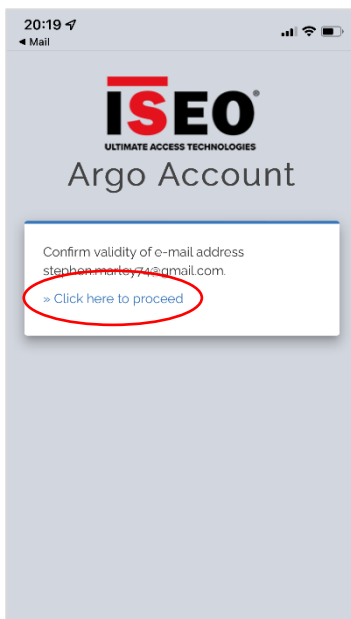 20:19
◀ Mail
ISEO®
ULTIMATE ACCESS TECHNOLOGIES
Argo Account
Confirm validity of e-mail address
stephen.marley74@gmail.com.
» Click here to proceed